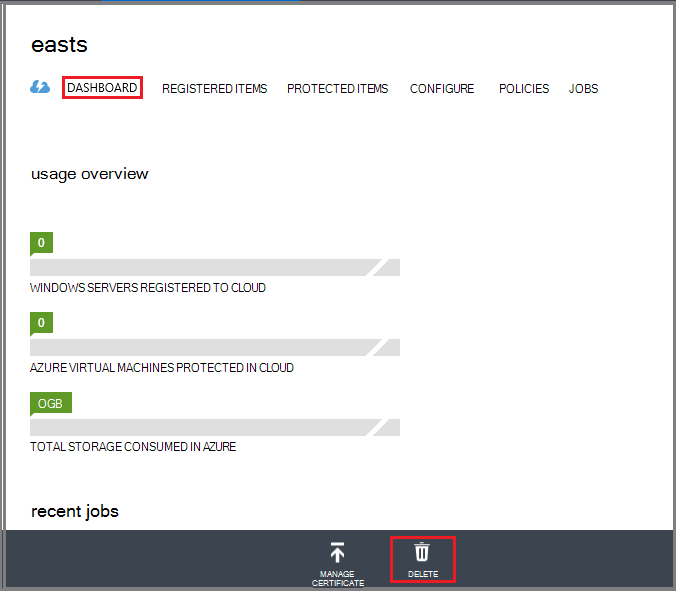 easts
DASHBOARD REGISTERED ITEMS PROTECTED ITEMS CONFIGURE POLICIES JOBS
usage overview
0
WINDOWS SERVERS REGISTERED TO CLOUD
0
AZURE VIRTUAL MACHINES PROTECTED IN CLOUD
0GB
TOTAL STORAGE CONSUMED IN AZURE
recent jobs
MANAGE
CERTIFICATE
DELETE